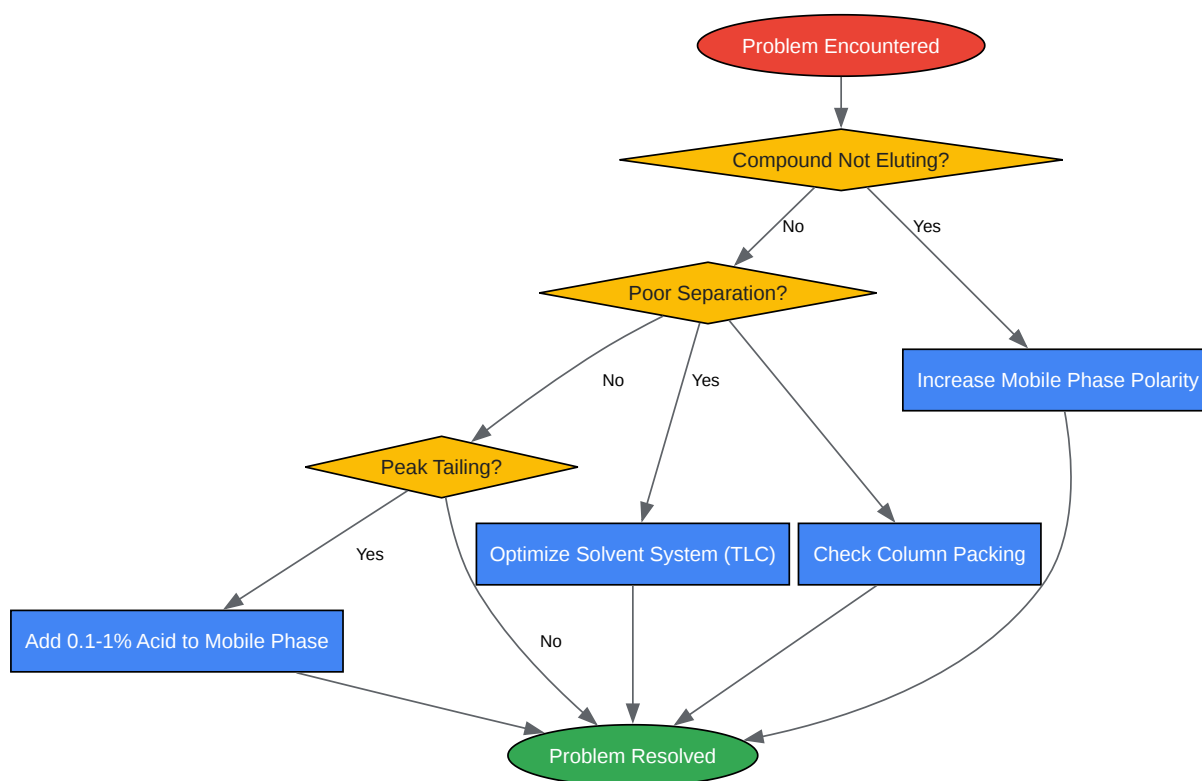 Problem Encountered
Compound Not Eluting?
No
Yes
Poor Separation?
No
Yes
Increase Mobile Phase Polarity
Peak Tailing?
Optimize Solvent System (TLC)
Check Column Packing
Yes
Add 0.1-1% Acid to Mobile Phase
No
Problem Resolved